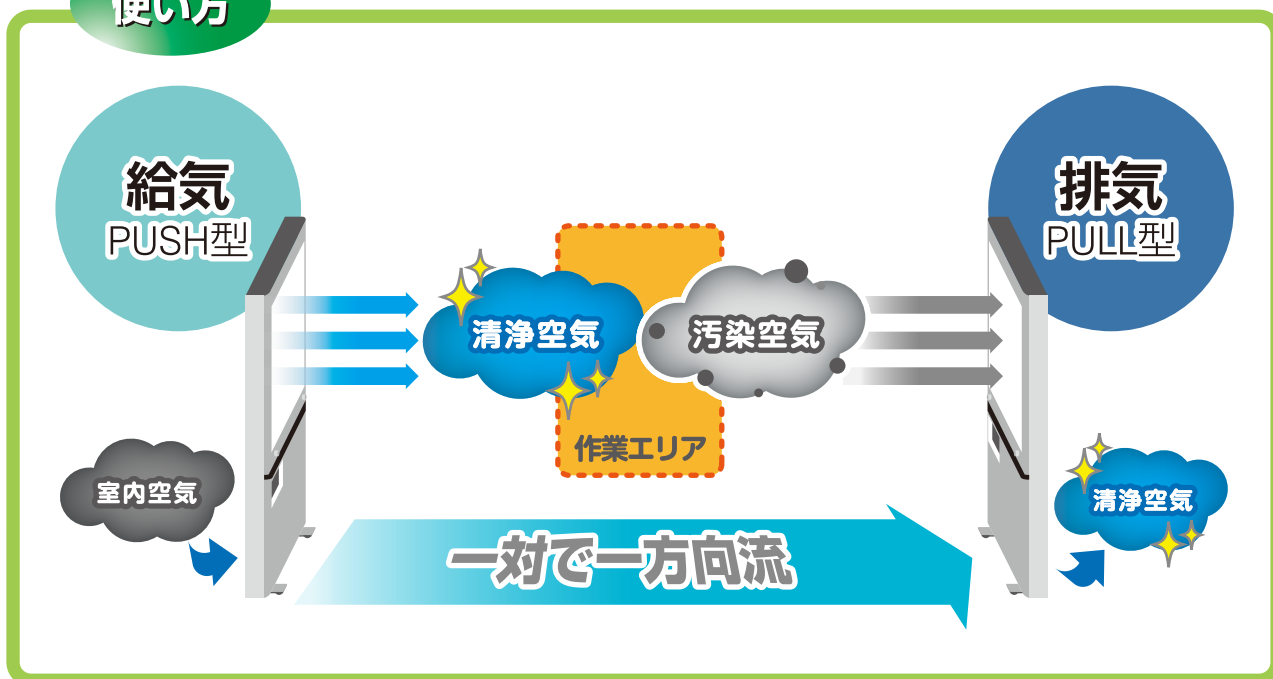 使い方
給気
PUSH型
排気
PULL型
清浄空気
汚染空気
作業エリア
室内空気
清浄空気
一対で一方向流